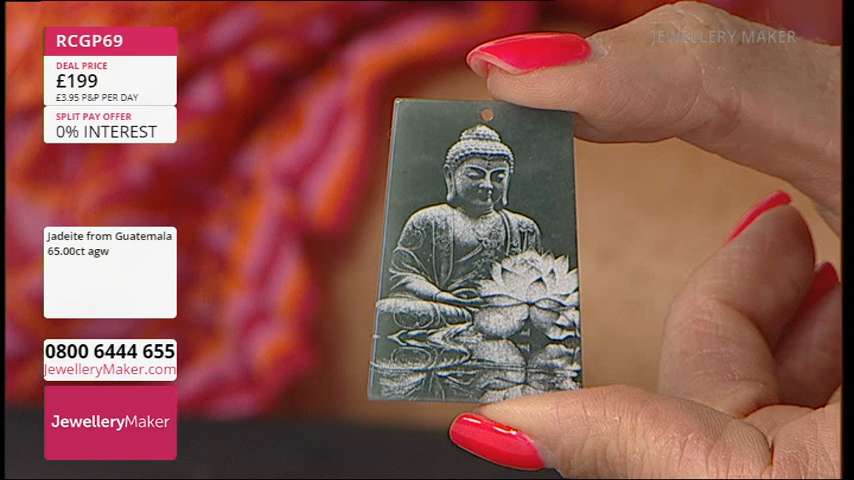 RCGP69
DEAL PRICE
£199
£3.95 P&P PER DAY
SPLIT PAY OFFER
0% INTEREST
Jadeite from Guatemala
65.00ct agw
0800 6444 655
JewelleryMaker.com
JewelleryMaker
JEWELLERY MAKER